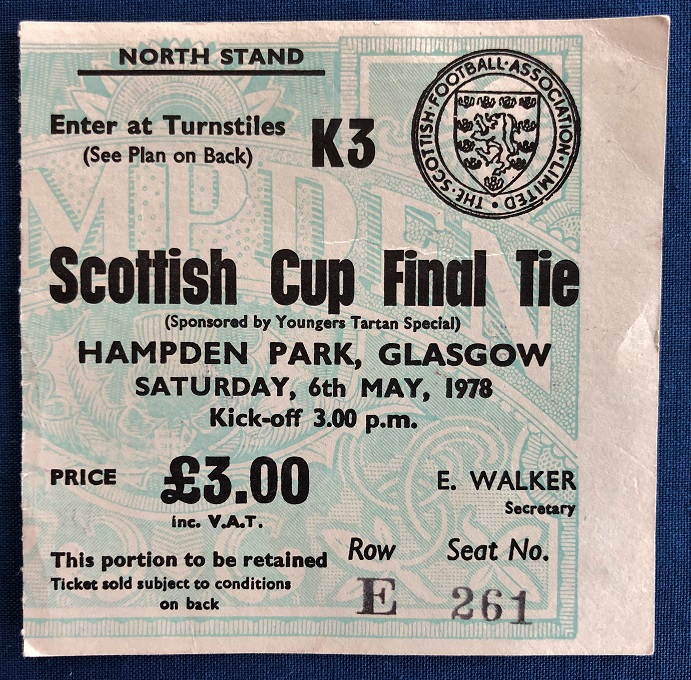 NORTH STAND
Enter at Turnstiles
(See Plan on Back)
K3
THE·SCOTTISH·FOOTBALL·ASSOCIATION·LIMITED·
MPDEN
Scottish Cup Final Tie
(Sponsored by Youngers Tartan Special)
HAMPDEN PARK, GLASGOW
SATURDAY, 6th MAY, 1978
Kick-off 3.00 p.m.
PRICE £3.00
inc. V.A.T.
E. WALKER
Secretary
This portion to be retained
Ticket sold subject to conditions
on back
Row Seat No.
E 261